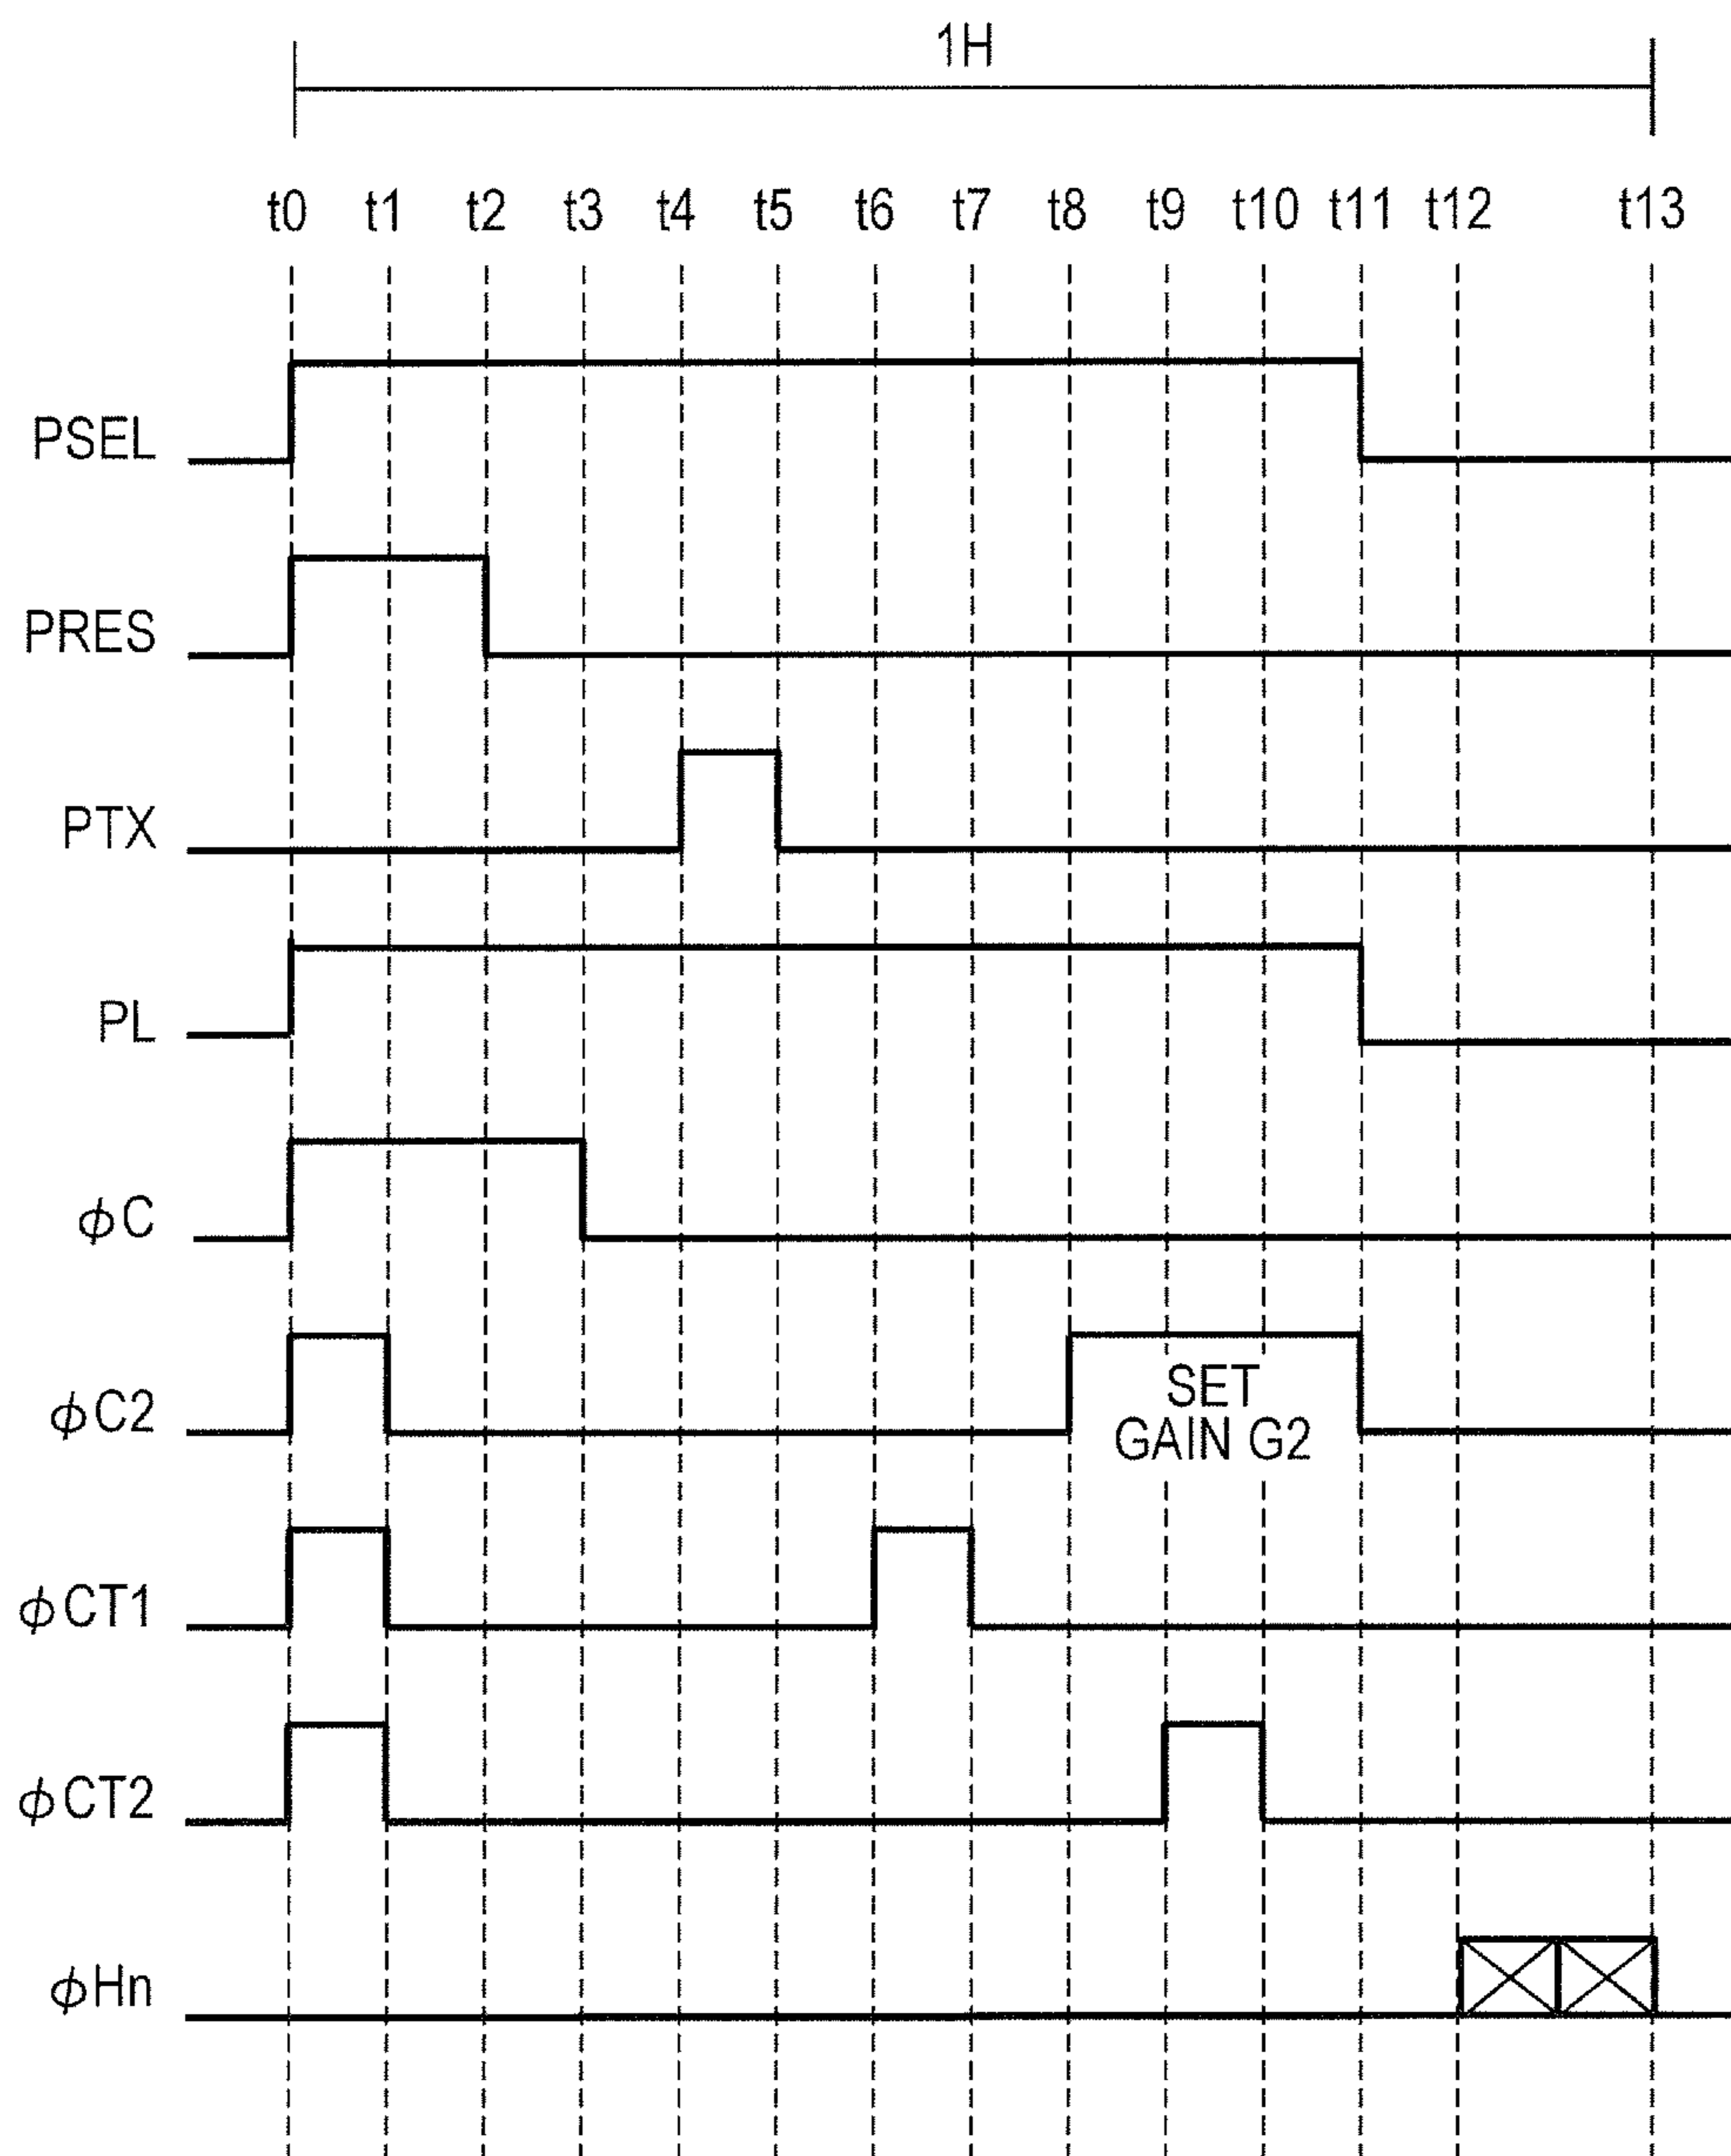 1H
t0 t1 t2 t3 t4 t5 t6 t7 t8 t9 t10 t11 t12 t13
PSEL
PRES
PTX
PL
ϕC
ϕC2
SET
GAIN G2
ϕCT1
ϕCT2
ϕHn